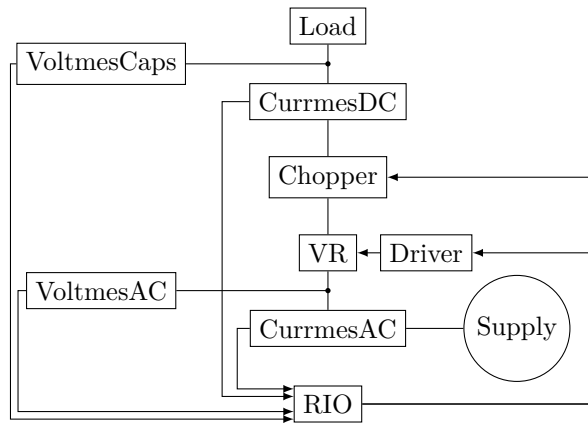 Load
VoltmesCaps
CurrmesDC
Chopper
VR
Driver
VoltmesAC
CurrmesAC
Supply
RIO